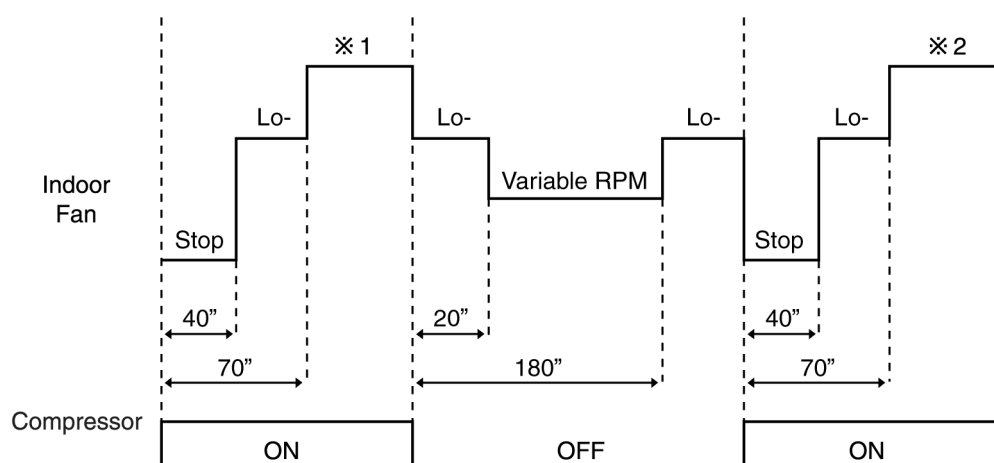 ※ 1
※ 2
Lo-
Lo-
Lo-
Lo-
Indoor
Fan
Variable RPM
Stop
Stop
40”
20”
40”
70”
180”
70”
Compressor
ON
OFF
ON